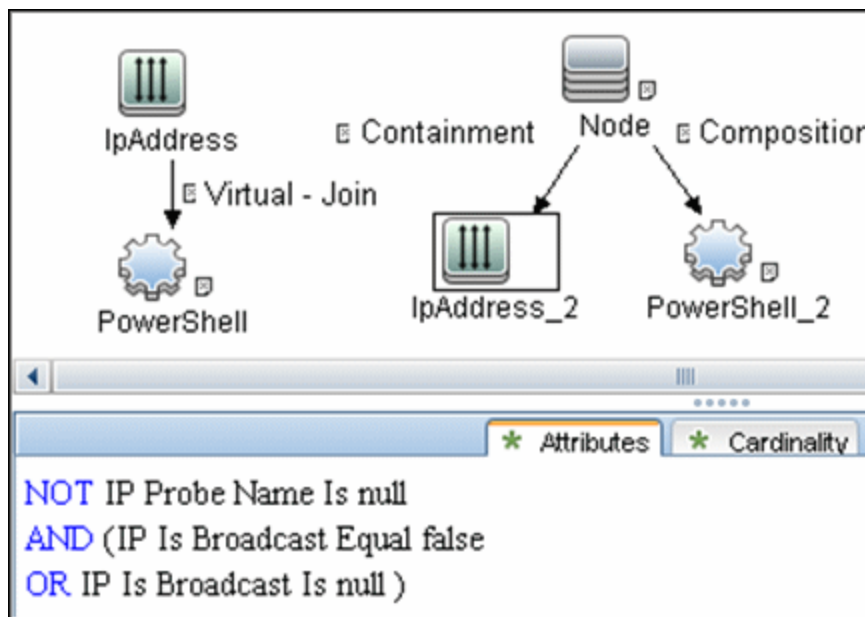 IpAddress
Virtual - Join
PowerShell
Node
Containment
Composition
IpAddress_2
PowerShell_2
Attributes
Cardinality
NOT IP Probe Name Is null
AND (IP Is Broadcast Equal false
OR IP Is Broadcast Is null )